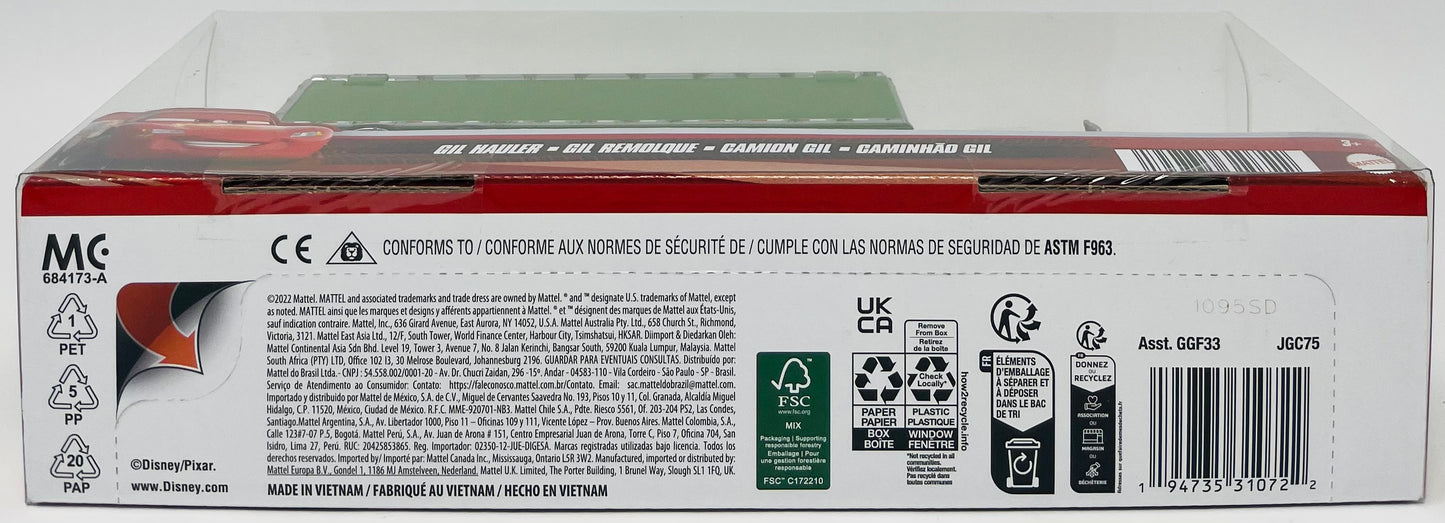 GIL HAULER - GIL REMOLQUE - CAMION GIL - CAMINHÃO GIL
3+
MATTEL
MC
684173-A
1
PET
5
PP
20
PAP
CE
CONFORMS TO / CONFORME AUX NORMES DE SÉCURITÉ DE / CUMPLE CON LAS NORMAS DE SEGURIDAD DE ASTM F963.
©2022 Mattel. MATTEL and associated trademarks and trade dress are owned by Mattel. ® and ™ designate U.S. trademarks of Mattel, except
as noted. MATTEL ainsi que les marques et designs y afférents appartiennent à Mattel. ® et ™ désignent des marques de Mattel aux États-Unis,
sauf indication contraire. Mattel, Inc., 636 Girard Avenue, East Aurora, NY 14052, U.S.A. Mattel Australia Pty. Ltd., 658 Church St., Richmond,
Victoria, 3121. Mattel East Asia Ltd., 12/F, South Tower, World Finance Center, Harbour City, Tsimshatsui, HKSAR. Diimport & Diedarkan Oleh:
Mattel Continental Asia Sdn Bhd. Level 19, Tower 3, Avenue 7, No. 8 Jalan Kerinchi, Bangsar South, 59200 Kuala Lumpur, Malaysia. Mattel
South Africa (PTY) LTD, Office 102 I3, 30 Melrose Boulevard, Johannesburg 2196. GUARDAR PARA EVENTUAIS CONSULTAS. Distribuído por:
Mattel do Brasil Ltda. - CNPJ : 54.558.002/0001-20 - Av. Dr. Chucri Zaidan, 296 -15º. Andar - 04583-110 - Vila Cordeiro - São Paulo - SP - Brasil.
Serviço de Atendimento ao Consumidor: Contato: https://faleconosco.mattel.com.br/Contato. Email: sac.matteldobrazil@mattel.com.
Importado y distribuido por Mattel de México, S.A. de C.V., Miguel de Cervantes Saavedra No. 193, Pisos 10 y 11, Col. Granada, Alcaldía Miguel
Hidalgo, C.P. 11520, México, Ciudad de México. R.F.C. MME-920701-NB3. Mattel Chile S.A., Pdte. Riesco 5561, Of. 203-204 PS2, Las Condes,
Santiago.Mattel Argentina, S.A., Av. Libertador 1000, Piso 11 – Oficinas 109 y 111, Vicente López – Prov. Buenos Aires. Mattel Colombia, S.A.,
Calle 123#7-07 P.5, Bogotá. Mattel Perú, S.A., Av. Juan de Arona # 151, Centro Empresarial Juan de Arona, Torre C, Piso 7, Oficina 704, San
Isidro, Lima 27, Perú. RUC: 20425853865. Reg. Importador: 02350-12-JUE-DIGESA. Marcas registradas utilizadas bajo licencia. Todos los
derechos reservados. Imported by / Importé par: Mattel Canada Inc., Mississauga, Ontario L5R 3W2. Manufactured, imported or distributed by:
Mattel Europa B.V., Gondel 1, 1186 MJ Amstelveen, Nederland. Mattel U.K. Limited, The Porter Building, 1 Brunel Way, Slough SL1 1FQ, UK.
©Disney/Pixar.
www.Disney.com
MADE IN VIETNAM / FABRIQUÉ AU VIETNAM / HECHO EN VIETNAM
FSC
www.fsc.org
MIX
Packaging | Supporting
responsible forestry
Emballage | Pour
une gestion forestière
responsable
FSC™ C172210
UK
CA
Remove
From Box
Retirez
de la boîte
Check
Locally*
PAPER
PAPIER
PLASTIC
PLASTIQUE
BOX
BOÎTE
WINDOW
FENÊTRE
*Not recycled in all
communities.
Vérifiez localement.
Pas recyclé dans
toutes communes
how2recycle.info
FR
ÉLÉMENTS
D'EMBALLAGE
À SÉPARER ET
À DÉPOSER
DANS LE BAC
DE TRI
FR
DONNEZ
ou
RECYCLEZ
ASSOCIATION
ou
MAGASIN
ou
DÉCHÈTERIE
Adresses sur quefairedemesdechets.fr
1095SD
Asst. GGF33 JGC75
1 94735 31072 2